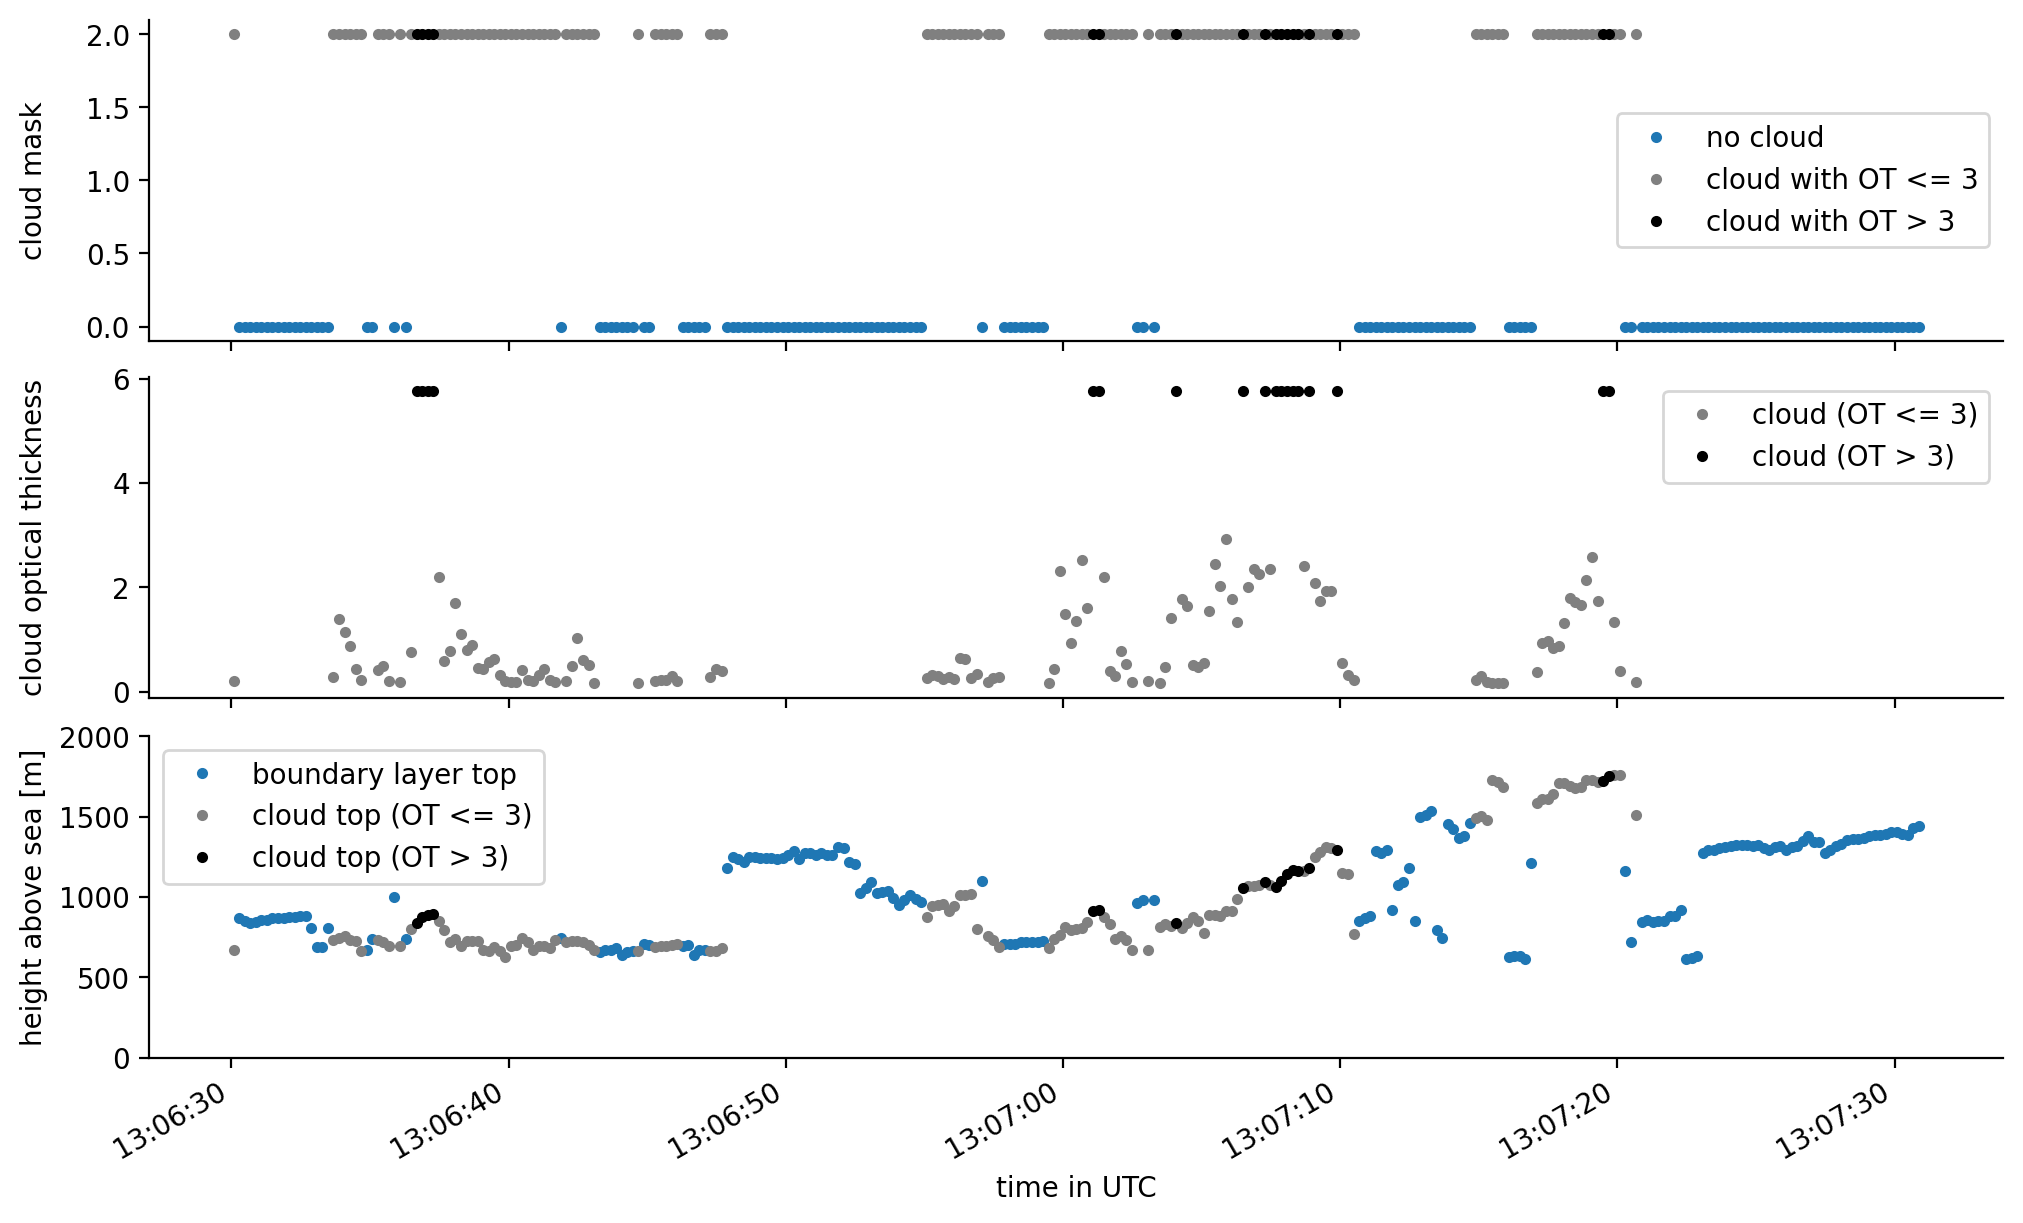 cloud mask
2.0
1.5
1.0
0.5
0.0
no cloud
cloud with OT <= 3
cloud with OT > 3
cloud optical thickness
6
4
2
0
cloud (OT <= 3)
cloud (OT > 3)
height above sea [m]
2000
1500
1000
500
0
boundary layer top
cloud top (OT <= 3)
cloud top (OT > 3)
13:06:30
13:06:40
13:06:50
13:07:00
13:07:10
13:07:20
13:07:30
time in UTC